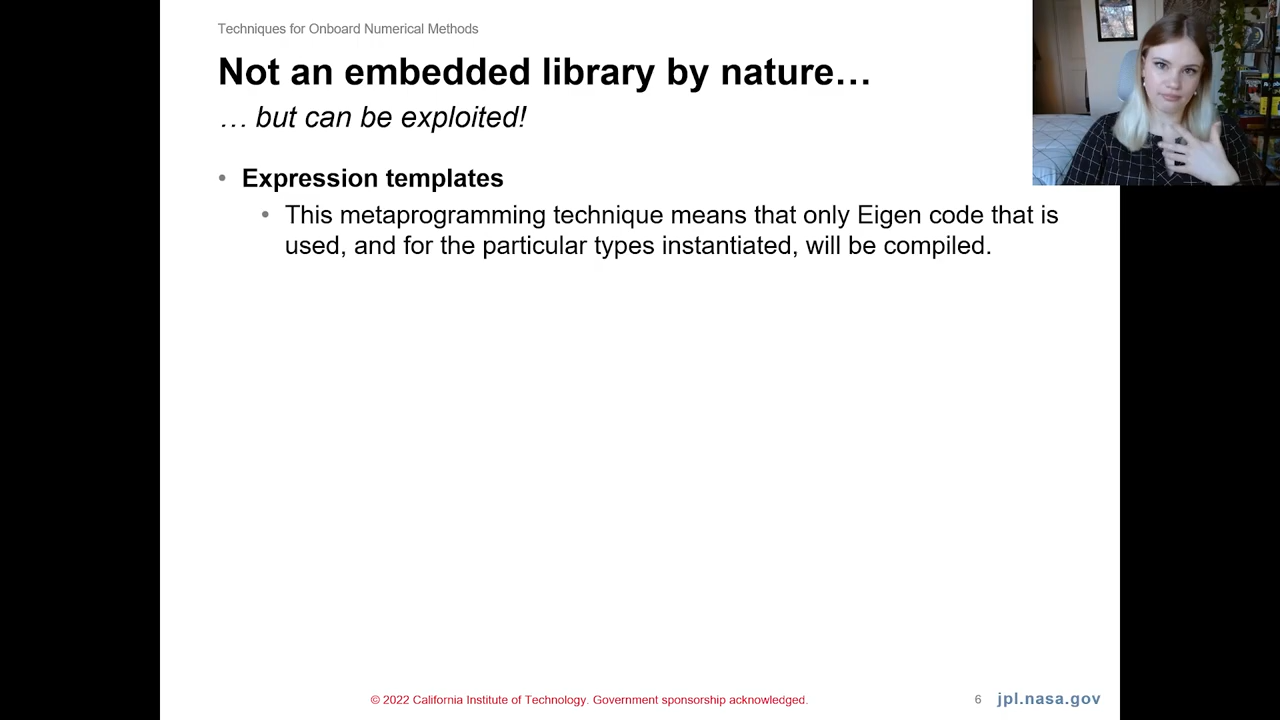 Techniques for Onboard Numerical Methods
Not an embedded library by nature…
… but can be exploited!
• Expression templates
• This metaprogramming technique means that only Eigen code that is
used, and for the particular types instantiated, will be compiled.
© 2022 California Institute of Technology. Government sponsorship acknowledged.
6
jpl.nasa.gov